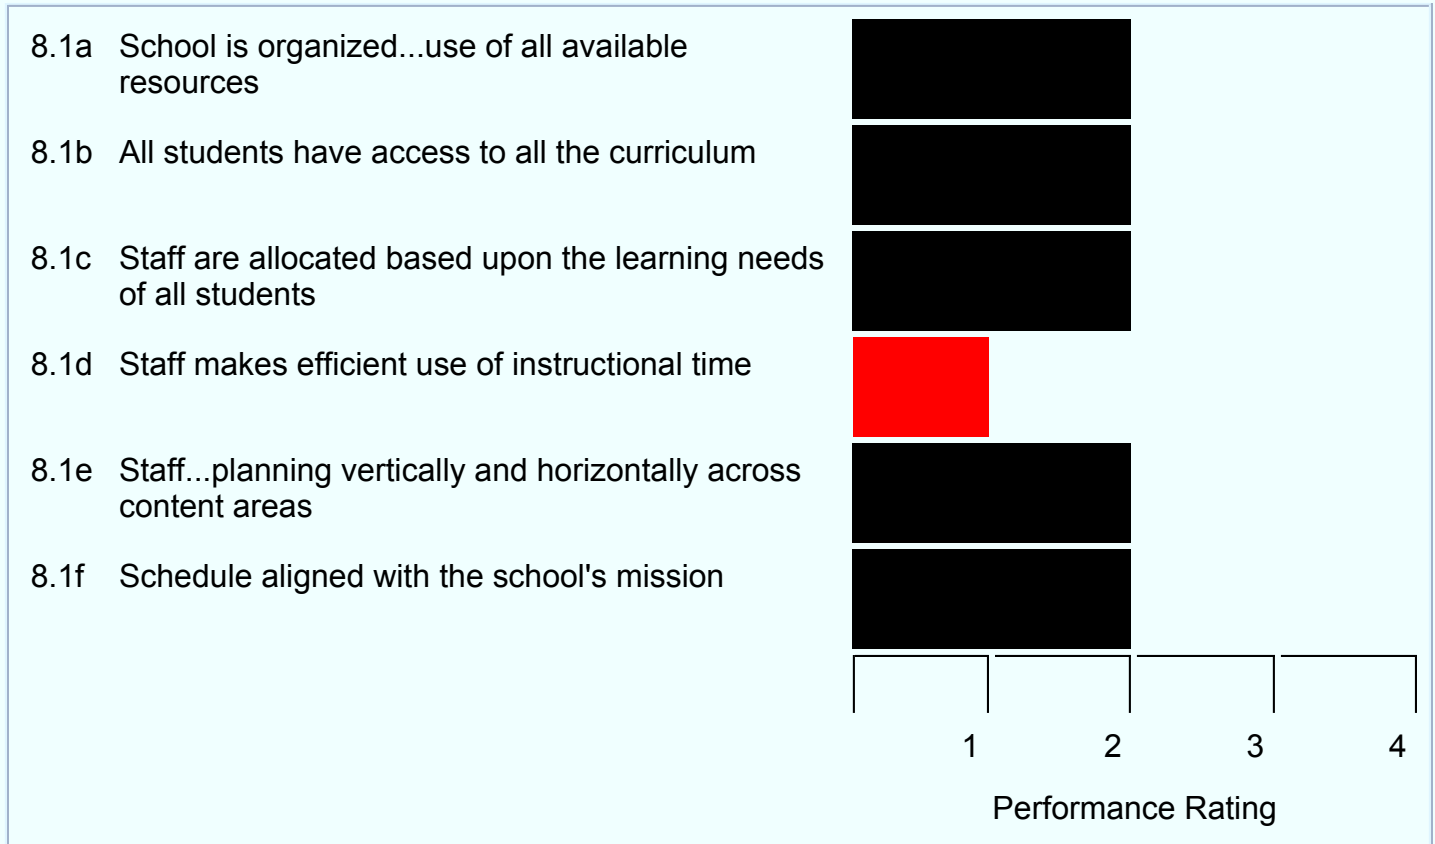 8.1a School is organized...use of all available
resources
8.1b All students have access to all the curriculum
8.1c Staff are allocated based upon the learning needs
of all students
8.1d Staff makes efficient use of instructional time
8.1e Staff...planning vertically and horizontally across
content areas
8.1f Schedule aligned with the school's mission
1 2 3 4
Performance Rating